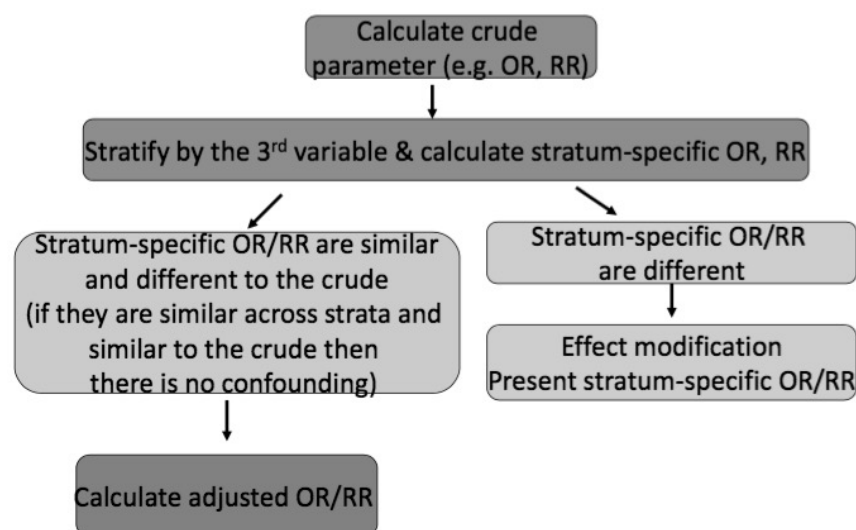 Calculate crude
parameter (e.g. OR, RR)
Stratify by the 3rd variable & calculate stratum-specific OR, RR
Stratum-specific OR/RR are similar
and different to the crude
(if they are similar across strata and
similar to the crude then
there is no confounding)
Calculate adjusted OR/RR
Stratum-specific OR/RR
are different
Effect modification
Present stratum-specific OR/RR